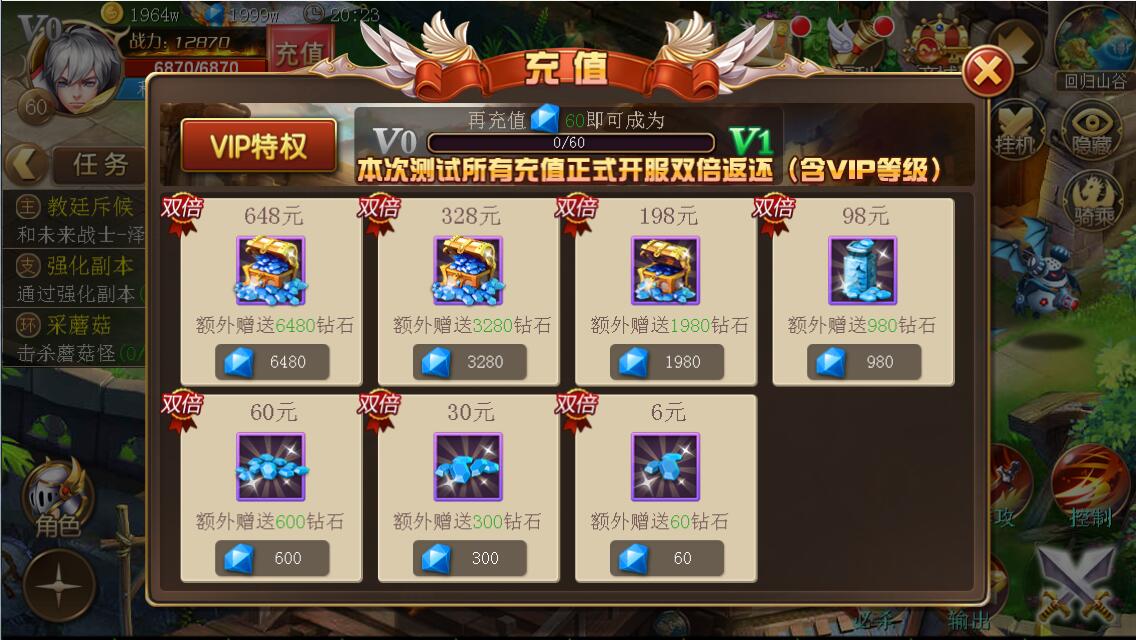 V0
1964w
1999w
20:23
战力:12870
充值
6870/6870
60
回归山谷
充值
VIP特权
再充值60即可成为
V0
0/60
V1
本次测试所有充值正式开服双倍返还（含VIP等级）
挂机
隐藏
骑乘
任务
主 教廷斥候
和未来战士-泽
支 强化副本
通过强化副本
环 采蘑菇
击杀蘑菇怪(0/
双倍
648元
额外赠送6480钻石
6480
双倍
328元
额外赠送3280钻石
3280
双倍
198元
额外赠送1980钻石
1980
双倍
98元
额外赠送980钻石
980
双倍
60元
额外赠送600钻石
600
双倍
30元
额外赠送300钻石
300
双倍
6元
额外赠送60钻石
60
角色
攻
控制
必杀
输出